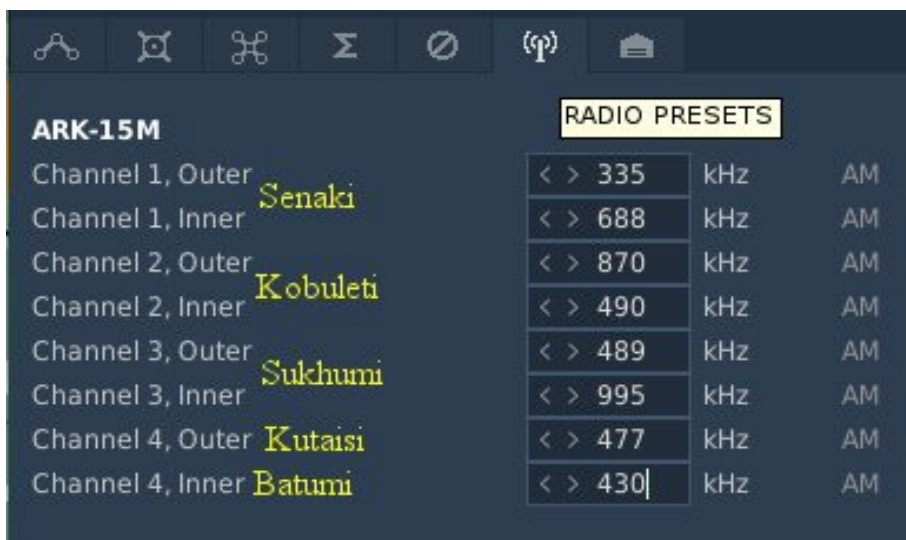 Σ
RADIO PRESETS
ARK-15M
Channel 1, Outer < > 335 kHz AM
Senaki
Channel 1, Inner < > 688 kHz AM
Channel 2, Outer < > 870 kHz AM
Kobuleti
Channel 2, Inner < > 490 kHz AM
Channel 3, Outer < > 489 kHz AM
Sukhumi
Channel 3, Inner < > 995 kHz AM
Channel 4, Outer Kutaisi < > 477 kHz AM
Channel 4, Inner Batumi < > 430 kHz AM